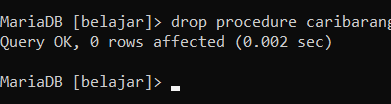 MariaDB [belajar]> drop procedure caribarang
Query OK, 0 rows affected (0.002 sec)
MariaDB [belajar]>